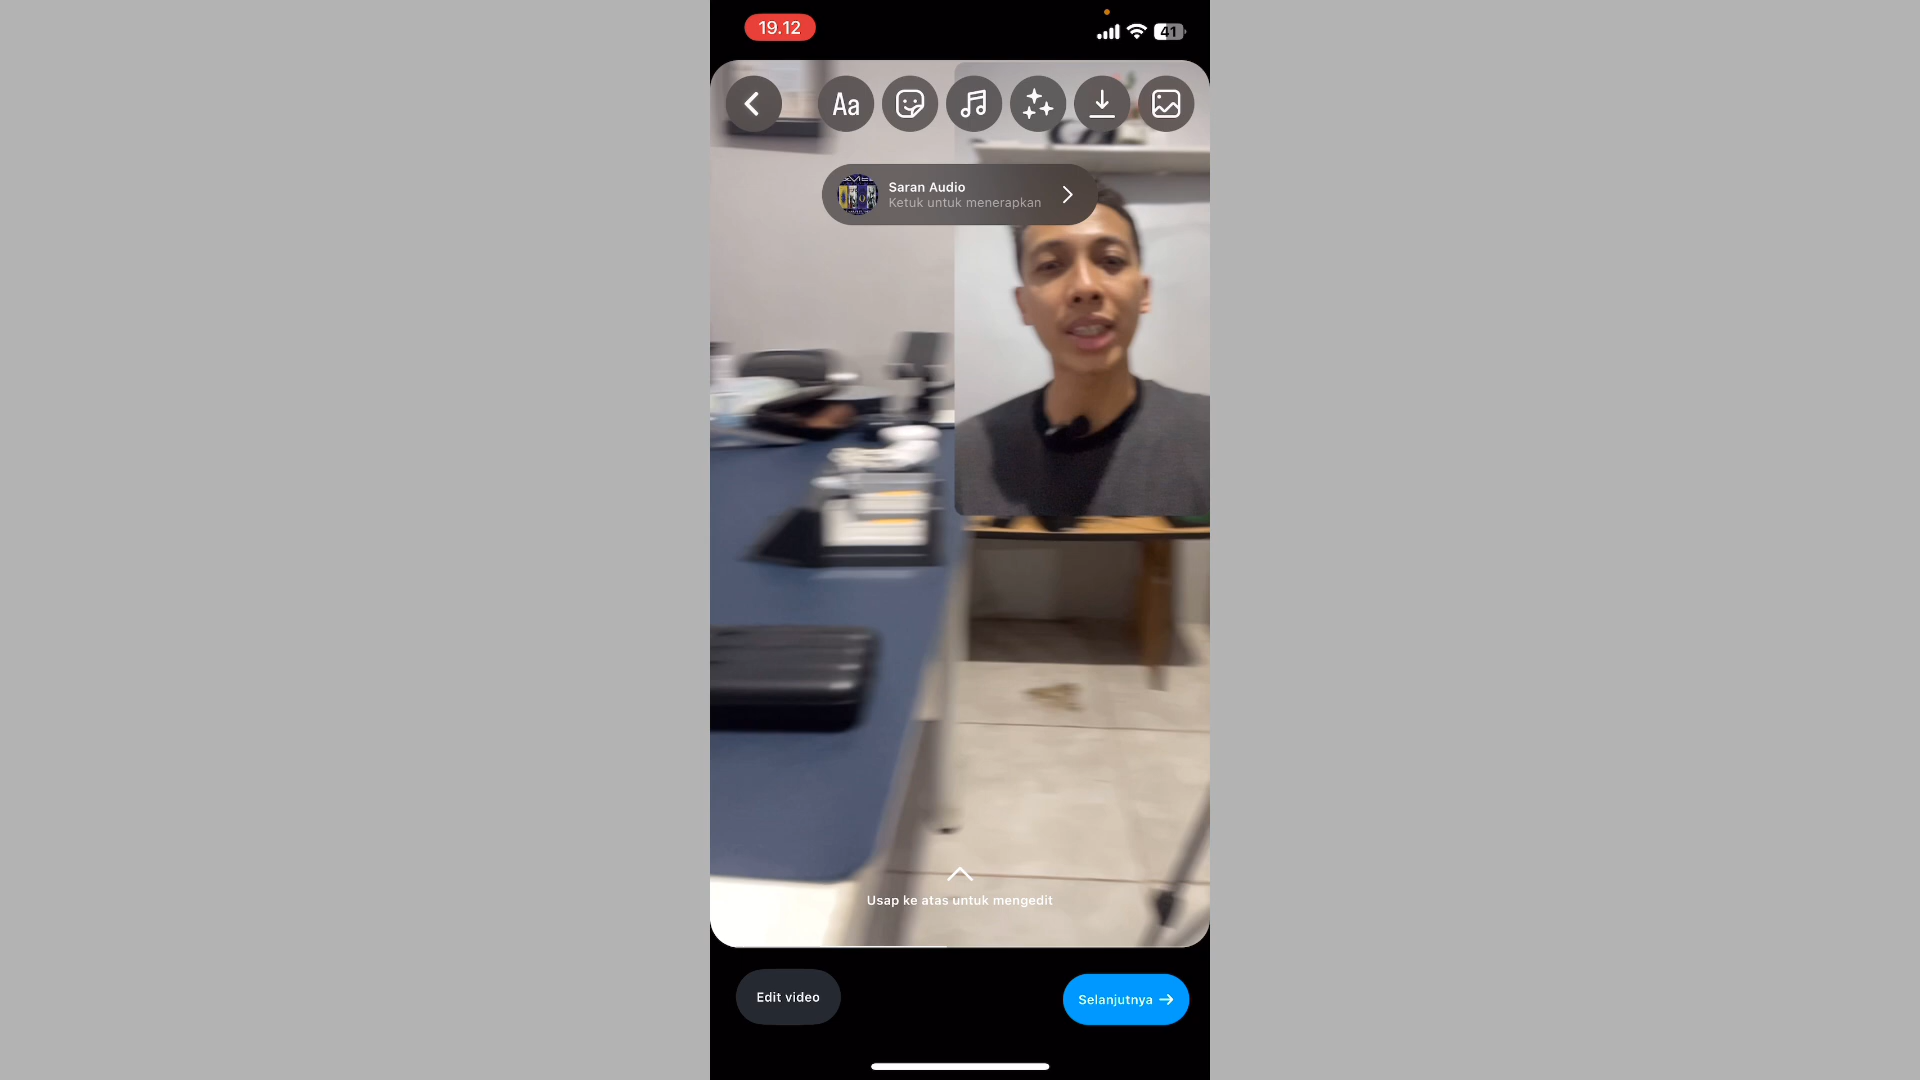 19.12
41
Aa
Saran Audio
Ketuk untuk menerapkan
Usap ke atas untuk mengedit
Edit video
Selanjutnya